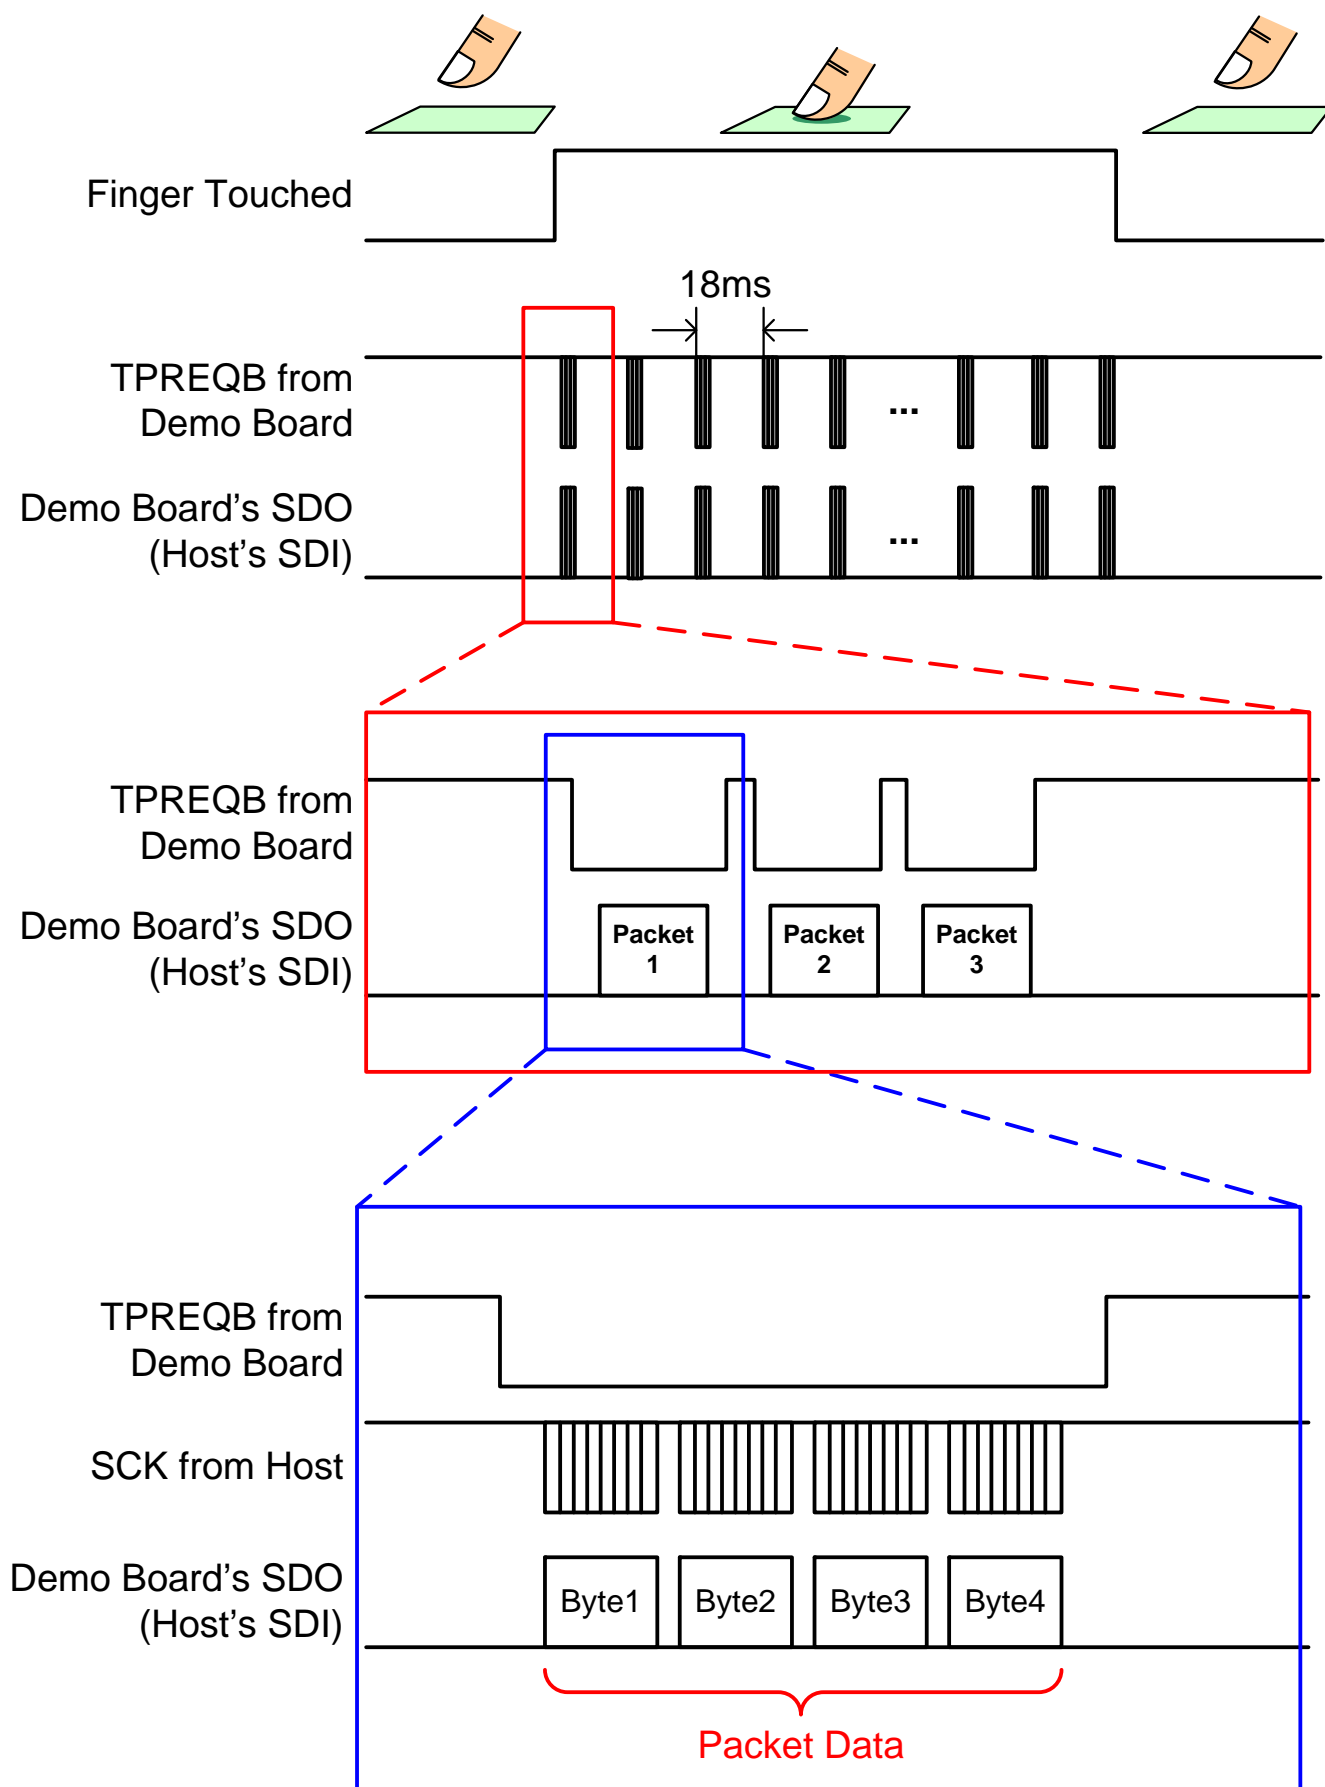 Finger Touched
18ms
TPREQB from
Demo Board
...
Demo Board's SDO
(Host's SDI)
...
TPREQB from
Demo Board
Demo Board's SDO
(Host's SDI)
Packet
1
Packet
2
Packet
3
TPREQB from
Demo Board
SCK from Host
Demo Board's SDO
(Host's SDI)
Byte1
Byte2
Byte3
Byte4
Packet Data